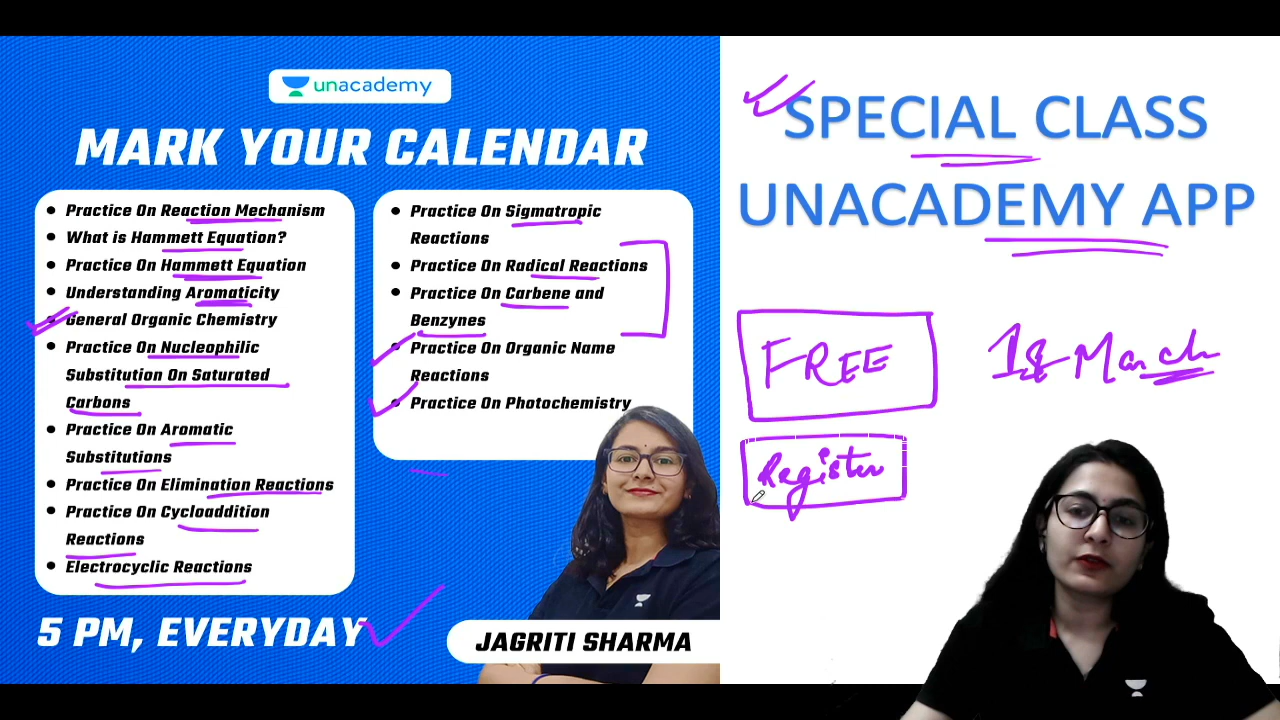 unacademy
MARK YOUR CALENDAR
Practice On Reaction Mechanism
What is Hammett Equation?
Practice On Hammett Equation
Understanding Aromaticity
General Organic Chemistry
Practice On Nucleophilic
Substitution On Saturated
Carbons
Practice On Aromatic
Substitutions
Practice On Elimination Reactions
Practice On Cycloaddition
Reactions
Electrocyclic Reactions
Practice On Sigmatropic
Reactions
Practice On Radical Reactions
Practice On Carbene and
Benzynes
Practice On Organic Name
Reactions
Practice On Photochemistry
5 PM, EVERYDAY
JAGRITI SHARMA
SPECIAL CLASS
UNACADEMY APP
FREE
March
Register